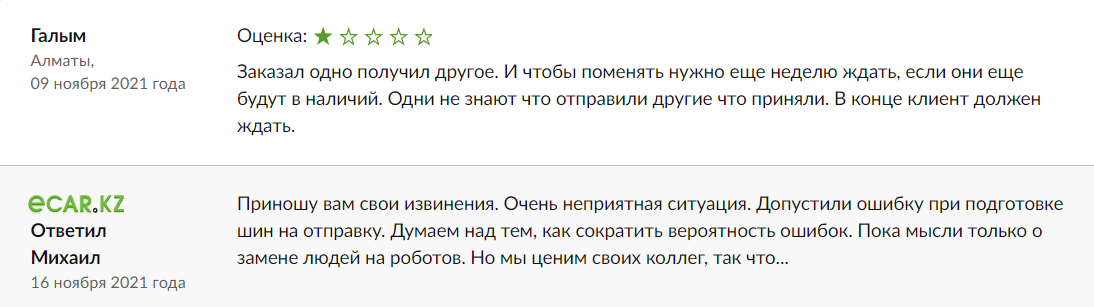 Галым
Алматы,
09 ноября 2021 года
Оценка:
Заказал одно получил другое. И чтобы поменять нужно еще неделю ждать, если они еще
будут в наличий. Одни не знают что отправили другие что приняли. В конце клиент должен
ждать.
eCAR.KZ
Ответил
Михаил
16 ноября 2021 года
Приношу вам свои извинения. Очень неприятная ситуация. Допустили ошибку при подготовке
шин на отправку. Думаем над тем, как сократить вероятность ошибок. Пока мысли только о
замене людей на роботов. Но мы ценим своих коллег, так что...